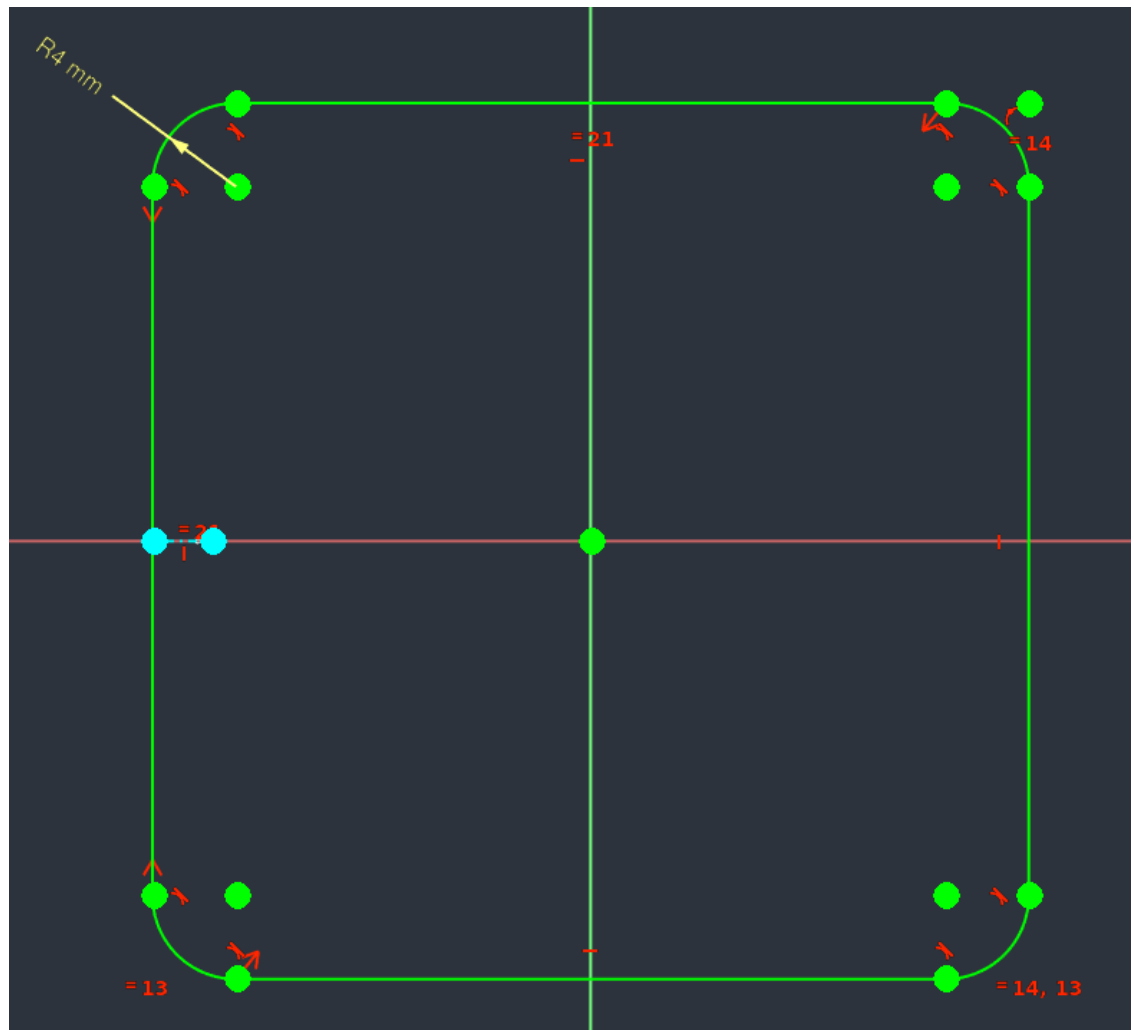 R4 mm
= 21
= 14
= 13
= 14, 13